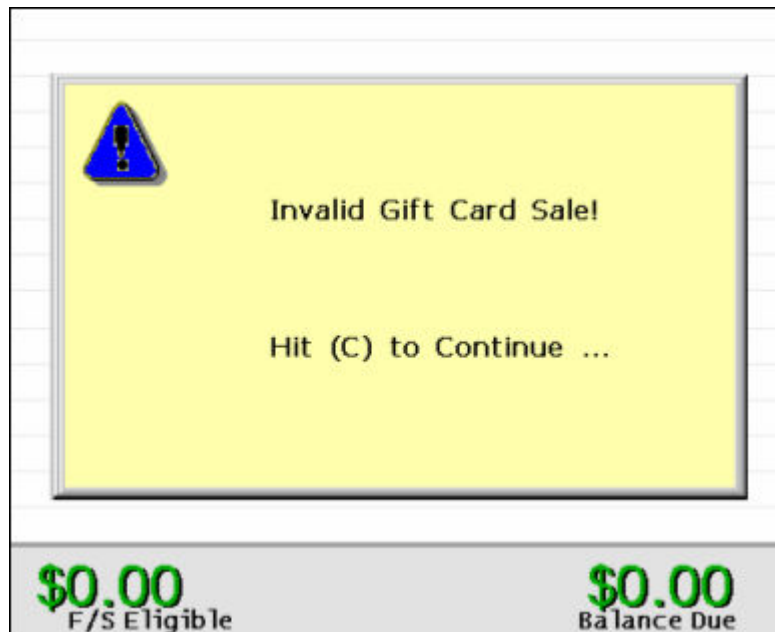 Invalid Gift Card Sale!
Hit (C) to Continue ...
$0.00 $0.00
F/S Eligible Balance Due